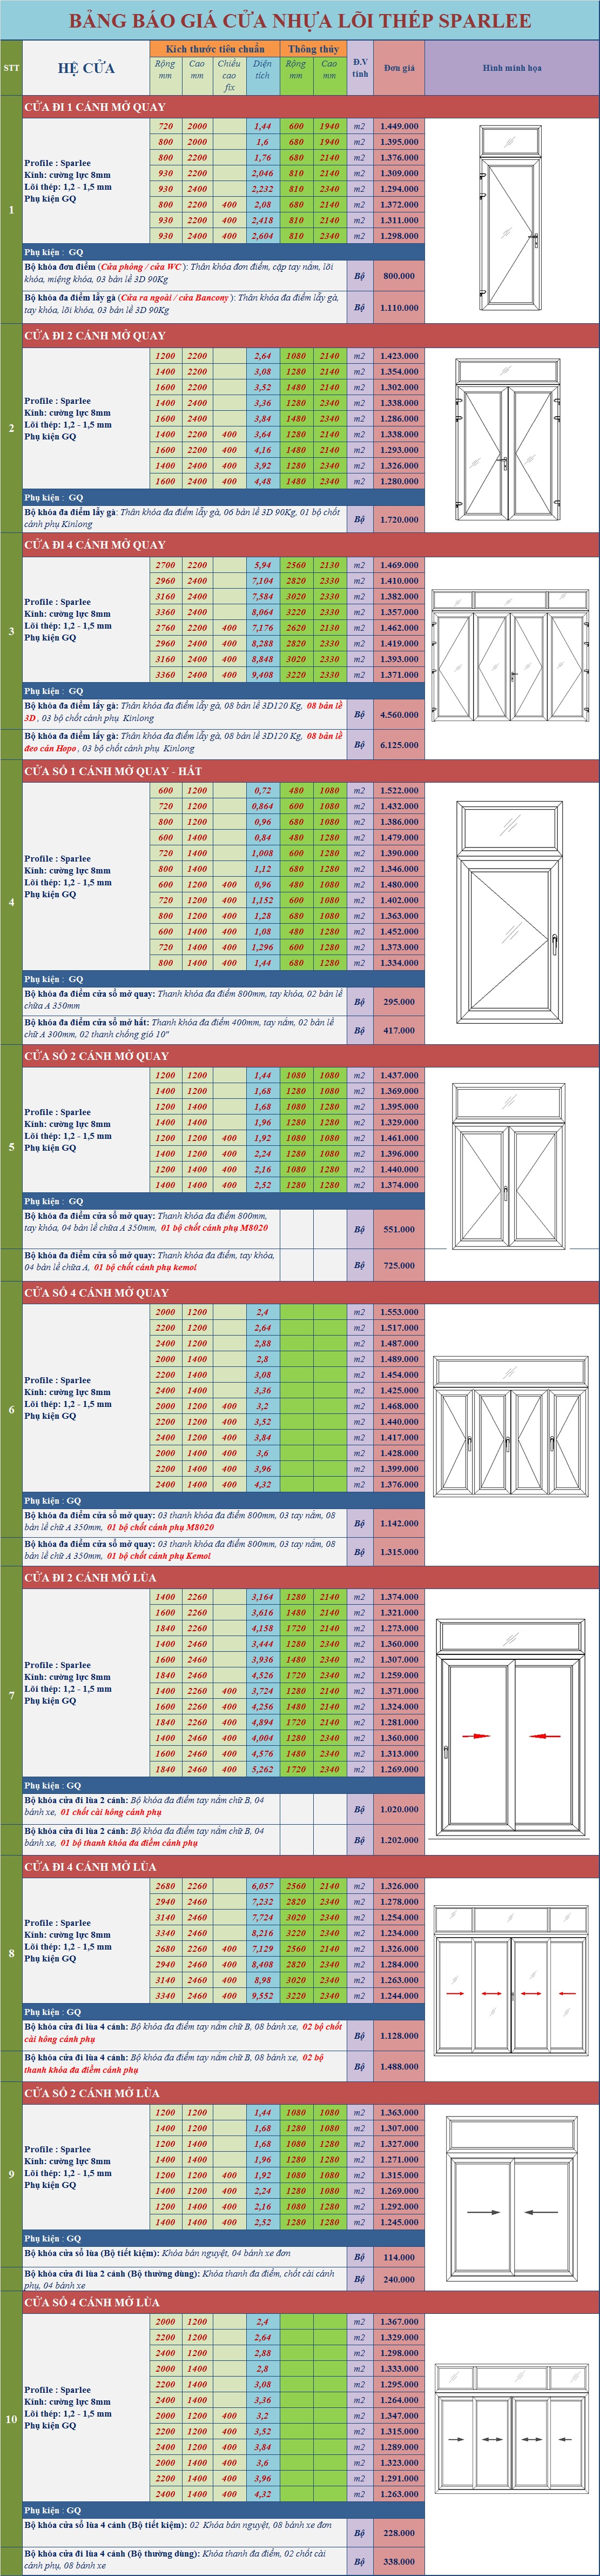 BẢNG BÁO GIÁ CỬA NHỰA LÕI THÉP SPARLEE
STT HỆ CỬA Kích thước tiêu chuẩn Thông thủy Đ.V tính Đơn giá Hình minh họa
Rộng mm Cao mm Chiều cao fix Diện tích Rộng mm Cao mm
CỬA ĐI 1 CÁNH MỞ QUAY
1
Profile : Sparlee
Kính: cường lực 8mm
Lõi thép: 1,2 - 1,5 mm
Phụ kiện GQ
720 2000 1,44 600 1940 m2 1.449.000
800 2000 1,6 680 1940 m2 1.395.000
800 2200 1,76 680 2140 m2 1.376.000
930 2200 2,046 810 2140 m2 1.309.000
930 2400 2,232 810 2340 m2 1.294.000
800 2200 400 2,08 680 2140 m2 1.372.000
930 2200 400 2,418 810 2140 m2 1.311.000
930 2400 400 2,604 810 2340 m2 1.298.000
Phụ kiện : GQ
Bộ khóa đơn điểm (Cửa phòng / cửa WC ): Thân khóa đơn điểm, cặp tay nắm, lõi khóa, miệng khóa, 03 bản lề 3D 90Kg Bộ 800.000
Bộ khóa đa điểm lẫy gà (Cửa ra ngoài / cửa Bancony ): Thân khóa đa điểm lẫy gà, tay khóa, lõi khóa, 03 bản lề 3D 90Kg Bộ 1.110.000
CỬA ĐI 2 CÁNH MỞ QUAY
2
Profile : Sparlee
Kính: cường lực 8mm
Lõi thép: 1,2 - 1,5 mm
Phụ kiện GQ
1200 2200 2,64 1080 2140 m2 1.423.000
1400 2200 3,08 1280 2140 m2 1.354.000
1600 2200 3,52 1480 2140 m2 1.302.000
1400 2400 3,36 1280 2340 m2 1.338.000
1600 2400 3,84 1480 2340 m2 1.286.000
1400 2200 400 3,64 1280 2140 m2 1.338.000
1600 2200 400 4,16 1480 2140 m2 1.293.000
1400 2400 400 3,92 1280 2340 m2 1.326.000
1600 2400 400 4,48 1480 2340 m2 1.280.000
Phụ kiện : GQ
Bộ khóa đa điểm lẫy gà: Thân khóa đa điểm lẫy gà, 06 bản lề 3D 90Kg, 01 bộ chốt cánh phụ Kinlong Bộ 1.720.000
CỬA ĐI 4 CÁNH MỞ QUAY
3
Profile : Sparlee
Kính: cường lực 8mm
Lõi thép: 1,2 - 1,5 mm
Phụ kiện GQ
2700 2200 5,94 2560 2130 m2 1.469.000
2960 2400 7,104 2820 2330 m2 1.410.000
3160 2400 7,584 3020 2330 m2 1.382.000
3360 2400 8,064 3220 2330 m2 1.357.000
2760 2200 400 7,176 2620 2130 m2 1.462.000
2960 2400 400 8,288 2820 2330 m2 1.419.000
3160 2400 400 8,848 3020 2330 m2 1.393.000
3360 2400 400 9,408 3220 2330 m2 1.371.000
Phụ kiện : GQ
Bộ khóa đa điểm lẫy gà: Thân khóa đa điểm lẫy gà, 08 bản lề 3D120 Kg, 08 bản lề 3D , 03 bộ chốt cánh phụ Kinlong Bộ 4.560.000
Bộ khóa đa điểm lẫy gà: Thân khóa đa điểm lẫy gà, 08 bản lề 3D120 Kg, 08 bản lề đeo cán Hopo , 03 bộ chốt cánh phụ Kinlong Bộ 6.125.000
CỬA SỔ 1 CÁNH MỞ QUAY - HẤT
4
Profile : Sparlee
Kính: cường lực 8mm
Lõi thép: 1,2 - 1,5 mm
Phụ kiện GQ
600 1200 0,72 480 1080 m2 1.522.000
720 1200 0,864 600 1080 m2 1.432.000
800 1200 0,96 680 1080 m2 1.386.000
600 1400 0,84 480 1280 m2 1.479.000
720 1400 1,008 600 1280 m2 1.390.000
800 1400 1,12 680 1280 m2 1.346.000
600 1200 400 0,96 480 1080 m2 1.480.000
720 1200 400 1,152 600 1080 m2 1.402.000
800 1200 400 1,28 680 1080 m2 1.363.000
600 1400 400 1,08 480 1280 m2 1.452.000
720 1400 400 1,296 600 1280 m2 1.373.000
800 1400 400 1,44 680 1280 m2 1.334.000
Phụ kiện : GQ
Bộ khóa đa điểm cửa sổ mở quay: Thanh khóa đa điểm 800mm, tay khóa, 02 bản lề chữa A 350mm Bộ 295.000
Bộ khóa đa điểm cửa sổ mở hất: Thanh khóa đa điểm 400mm, tay nắm, 02 bản lề chữ A 300mm, 02 thanh chống gió 10" Bộ 417.000
CỬA SỔ 2 CÁNH MỞ QUAY
5
Profile : Sparlee
Kính: cường lực 8mm
Lõi thép: 1,2 - 1,5 mm
Phụ kiện GQ
1200 1200 1,44 1080 1080 m2 1.437.000
1400 1200 1,68 1280 1080 m2 1.369.000
1200 1400 1,68 1080 1280 m2 1.395.000
1400 1400 1,96 1280 1280 m2 1.329.000
1200 1200 400 1,92 1080 1080 m2 1.461.000
1400 1200 400 2,24 1280 1080 m2 1.396.000
1200 1400 400 2,16 1080 1280 m2 1.440.000
1400 1400 400 2,52 1280 1280 m2 1.374.000
Phụ kiện : GQ
Bộ khóa đa điểm cửa sổ mở quay: Thanh khóa đa điểm 800mm, tay khóa, 04 bản lề chữa A 350mm, 01 bộ chốt cánh phụ M8020 Bộ 551.000
Bộ khóa đa điểm cửa sổ mở quay: Thanh khóa đa điểm, tay khóa, 04 bản lề chữa A, 01 bộ chốt cánh phụ kemol Bộ 725.000
CỬA SỔ 4 CÁNH MỞ QUAY
6
Profile : Sparlee
Kính: cường lực 8mm
Lõi thép: 1,2 - 1,5 mm
Phụ kiện GQ
2000 1200 2,4 m2 1.553.000
2200 1200 2,64 m2 1.517.000
2400 1200 2,88 m2 1.487.000
2000 1400 2,8 m2 1.489.000
2200 1400 3,08 m2 1.454.000
2400 1400 3,36 m2 1.425.000
2000 1200 400 3,2 m2 1.468.000
2200 1200 400 3,52 m2 1.440.000
2400 1200 400 3,84 m2 1.417.000
2000 1400 400 3,6 m2 1.428.000
2200 1400 400 3,96 m2 1.399.000
2400 1400 400 4,32 m2 1.376.000
Phụ kiện : GQ
Bộ khóa đa điểm cửa sổ mở quay: 03 thanh khóa đa điểm 800mm, 03 tay nắm, 08 bản lề chữ A 350mm, 01 bộ chốt cánh phụ M8020 Bộ 1.142.000
Bộ khóa đa điểm cửa sổ mở quay: 03 thanh khóa đa điểm 800mm, 03 tay nắm, 08 bản lề chữ A 350mm, 01 bộ chốt cánh phụ Kemol Bộ 1.315.000
CỬA ĐI 2 CÁNH MỞ LÙA
7
Profile : Sparlee
Kính: cường lực 8mm
Lõi thép: 1,2 - 1,5 mm
Phụ kiện GQ
1400 2260 3,164 1280 2140 m2 1.374.000
1600 2260 3,616 1480 2140 m2 1.321.000
1840 2260 4,158 1720 2140 m2 1.273.000
1400 2460 3,444 1280 2340 m2 1.360.000
1600 2460 3,936 1480 2340 m2 1.307.000
1840 2460 4,526 1720 2340 m2 1.259.000
1400 2260 400 3,724 1280 2140 m2 1.371.000
1600 2260 400 4,256 1480 2140 m2 1.324.000
1840 2260 400 4,894 1720 2140 m2 1.281.000
1400 2460 400 4,004 1280 2340 m2 1.360.000
1600 2460 400 4,576 1480 2340 m2 1.313.000
1840 2460 400 5,262 1720 2340 m2 1.269.000
Phụ kiện : GQ
Bộ khóa cửa đi lùa 2 cánh: Bộ khóa đa điểm tay nắm chữ B, 04 bánh xe, 01 chốt cài hông cánh phụ Bộ 1.020.000
Bộ khóa cửa đi lùa 2 cánh: Bộ khóa đa điểm tay nắm chữ B, 04 bánh xe, 01 bộ thanh khóa đa điểm cánh phụ Bộ 1.202.000
CỬA ĐI 4 CÁNH MỞ LÙA
8
Profile : Sparlee
Kính: cường lực 8mm
Lõi thép: 1,2 - 1,5 mm
Phụ kiện GQ
2680 2260 6,057 2560 2140 m2 1.326.000
2940 2460 7,232 2820 2340 m2 1.278.000
3140 2460 7,724 3020 2340 m2 1.254.000
3340 2460 8,216 3220 2340 m2 1.234.000
2680 2260 400 7,129 2560 2140 m2 1.326.000
2940 2460 400 8,408 2820 2340 m2 1.284.000
3140 2460 400 8,98 3020 2340 m2 1.263.000
3340 2460 400 9,552 3220 2340 m2 1.244.000
Phụ kiện : GQ
Bộ khóa cửa đi lùa 4 cánh: Bộ khóa đa điểm tay nắm chữ B, 08 bánh xe, 02 bộ chốt cài hông cánh phụ Bộ 1.128.000
Bộ khóa cửa đi lùa 4 cánh: Bộ khóa đa điểm tay nắm chữ B, 08 bánh xe, 02 bộ thanh khóa đa điểm cánh phụ Bộ 1.488.000
CỬA SỔ 2 CÁNH MỞ LÙA
9
Profile : Sparlee
Kính: cường lực 8mm
Lõi thép: 1,2 - 1,5 mm
Phụ kiện GQ
1200 1200 1,44 1080 1080 m2 1.363.000
1400 1200 1,68 1280 1080 m2 1.307.000
1200 1400 1,68 1080 1280 m2 1.327.000
1400 1400 1,96 1280 1280 m2 1.271.000
1200 1200 400 1,92 1080 1080 m2 1.315.000
1400 1200 400 2,24 1280 1080 m2 1.269.000
1200 1400 400 2,16 1080 1280 m2 1.292.000
1400 1400 400 2,52 1280 1280 m2 1.245.000
Phụ kiện : GQ
Bộ khóa cửa sổ lùa (Bộ tiết kiệm): Khóa bán nguyệt, 04 bánh xe đơn Bộ 114.000
Bộ khóa cửa đi lùa 2 cánh (Bộ thường dùng): Khóa thanh đa điểm, chốt cài cánh phụ, 04 bánh xe Bộ 240.000
CỬA SỔ 4 CÁNH MỞ LÙA
10
Profile : Sparlee
Kính: cường lực 8mm
Lõi thép: 1,2 - 1,5 mm
Phụ kiện GQ
2000 1200 2,4 m2 1.367.000
2200 1200 2,64 m2 1.329.000
2400 1200 2,88 m2 1.298.000
2000 1400 2,8 m2 1.333.000
2200 1400 3,08 m2 1.295.000
2400 1400 3,36 m2 1.264.000
2000 1200 400 3,2 m2 1.347.000
2200 1200 400 3,52 m2 1.315.000
2400 1200 400 3,84 m2 1.289.000
2000 1400 400 3,6 m2 1.323.000
2200 1400 400 3,96 m2 1.291.000
2400 1400 400 4,32 m2 1.263.000
Phụ kiện : GQ
Bộ khóa cửa sổ lùa 4 cánh (Bộ tiết kiệm): 02 Khóa bán nguyệt, 08 bánh xe đơn Bộ 228.000
Bộ khóa cửa đi lùa 4 cánh (Bộ thường dùng): Khóa thanh đa điểm, 02 chốt cài cánh phụ, 08 bánh xe Bộ 338.000